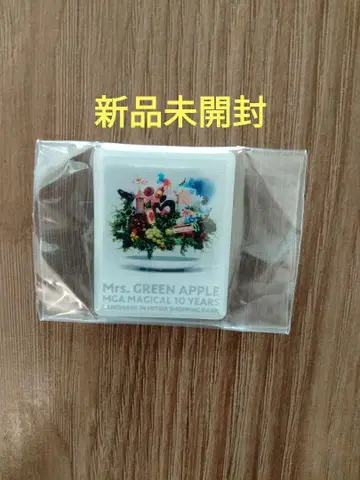 新品未開封
Mrs. GREEN APPLE
MGA MAGICAL 10 YEARS